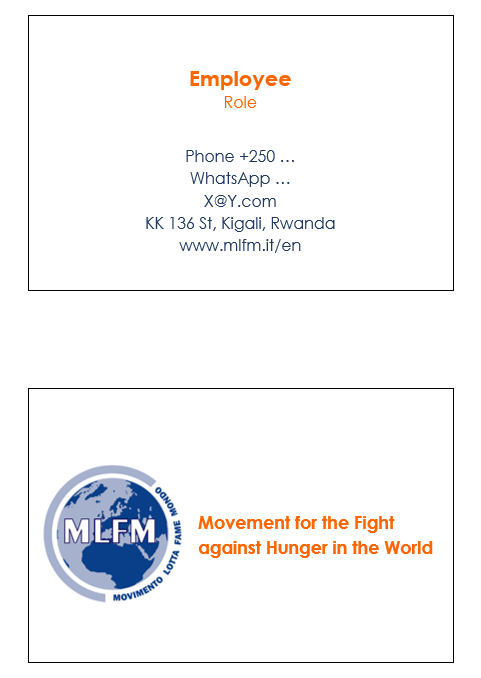 Employee
Role
Phone +250 ...
WhatsApp ...
X@Y.com
KK 136 St, Kigali, Rwanda
www.mlfm.it/en
MLFM
MOVIMENTO LOTTA FAME MONDO
Movement for the Fight
against Hunger in the World